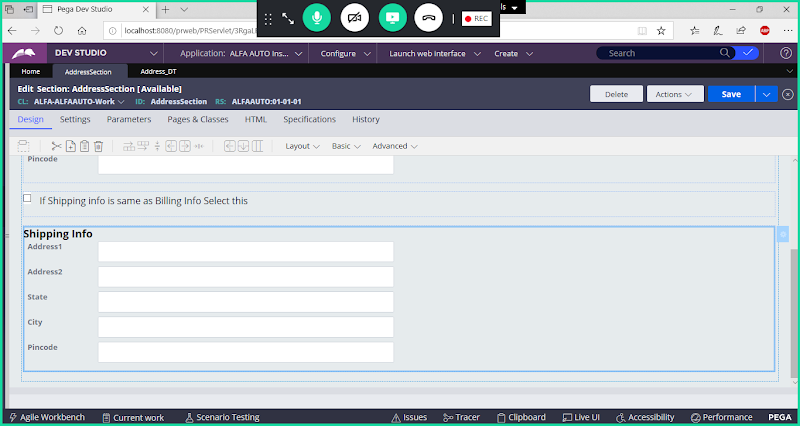 Pega Dev Studio
ls
REC
localhost:8080/prweb/PRServlet/3RgaL
ABP
DEV STUDIO
Application: ALFA AUTO Ins...
Configure
Launch web Interface
Create
Search
Home
AddressSection
Address_DT
Edit Section: AddressSection [Available]
CL: ALFA-ALFAAUTO-Work
ID: AddressSection
RS: ALFAAUTO:01-01-01
Delete
Actions
Save
Design
Settings
Parameters
Pages & Classes
HTML
Specifications
History
Layout
Basic
Advanced
Pincode
If Shipping info is same as Billing Info Select this
Shipping Info
Address1
Address2
State
City
Pincode
Agile Workbench
Current work
Scenario Testing
Issues
Tracer
Clipboard
Live UI
Accessibility
Performance
PEGA